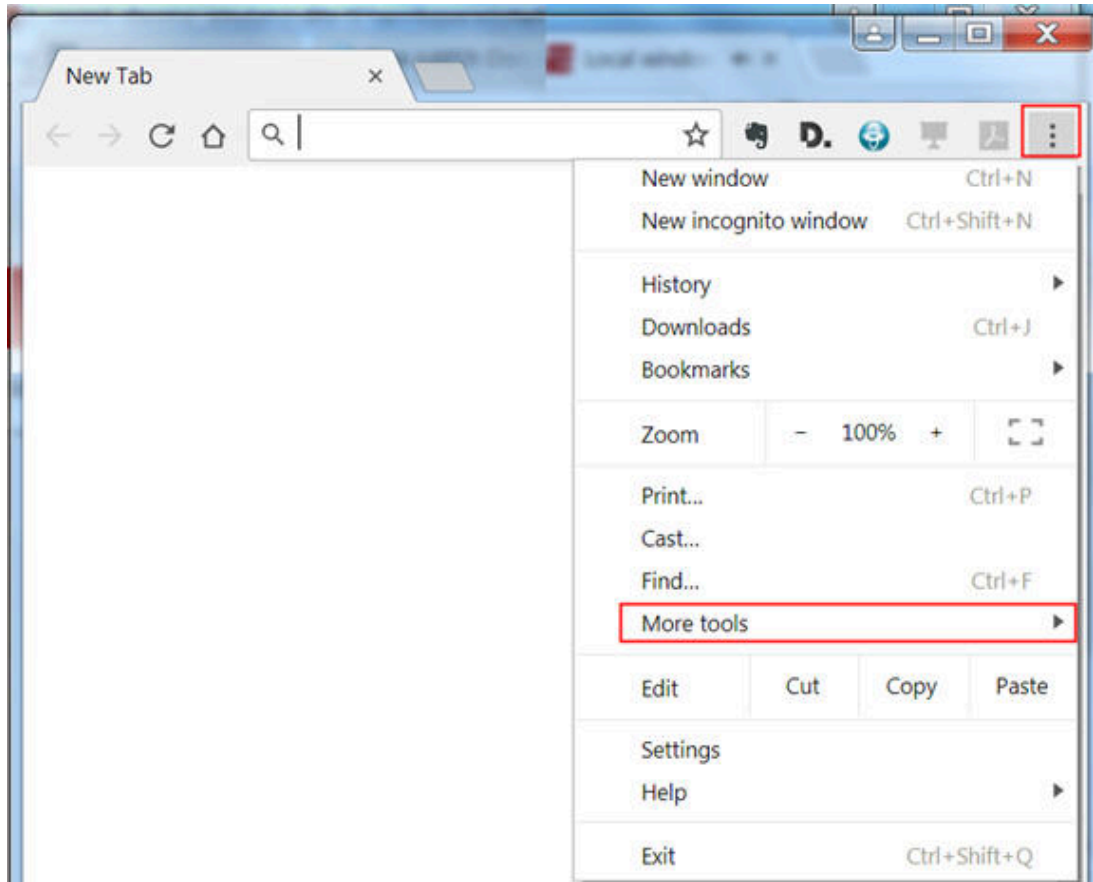 New Tab
D.
New window Ctrl+N
New incognito window Ctrl+Shift+N
History
Downloads Ctrl+J
Bookmarks
Zoom - 100% +
Print... Ctrl+P
Cast...
Find... Ctrl+F
More tools
Edit Cut Copy Paste
Settings
Help
Exit Ctrl+Shift+Q